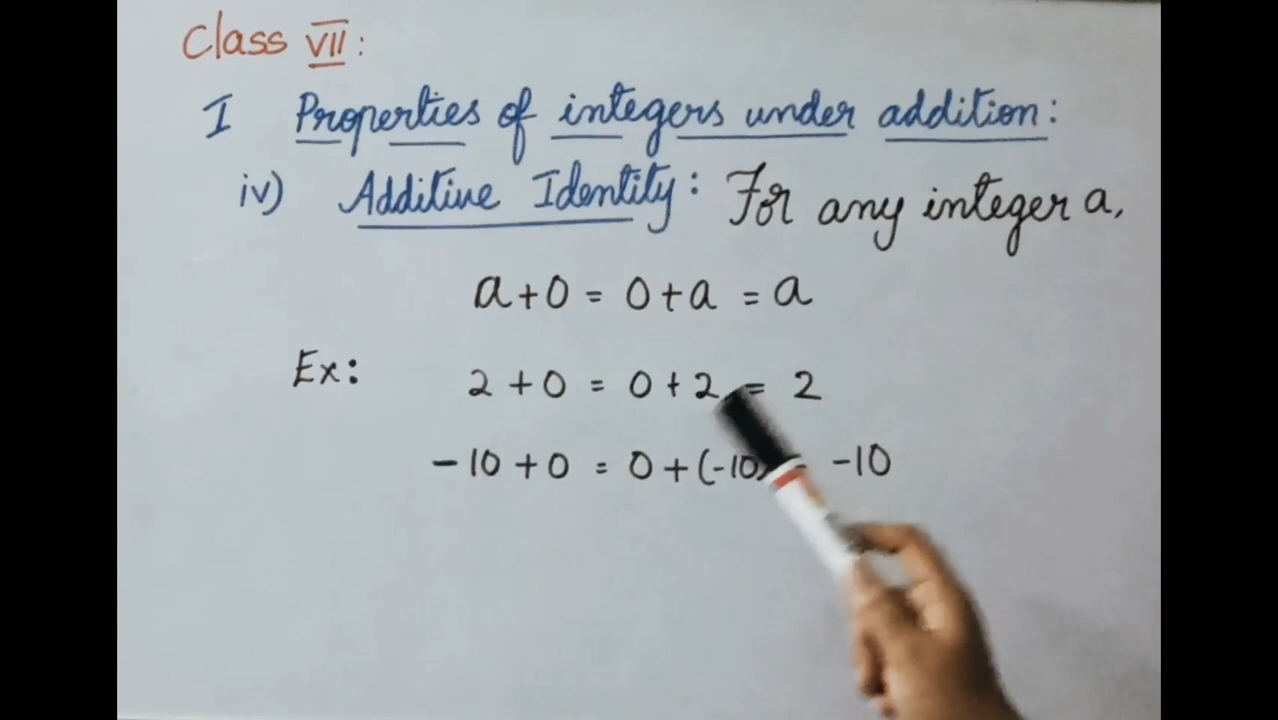 Class VII:
I Properties of integers under addition:
iv) Additive Identity: For any integer a,
a+0 = 0+a = a
Ex: 2 + 0 = 0 + 2 = 2
-10 + 0 = 0 + (-10) = -10